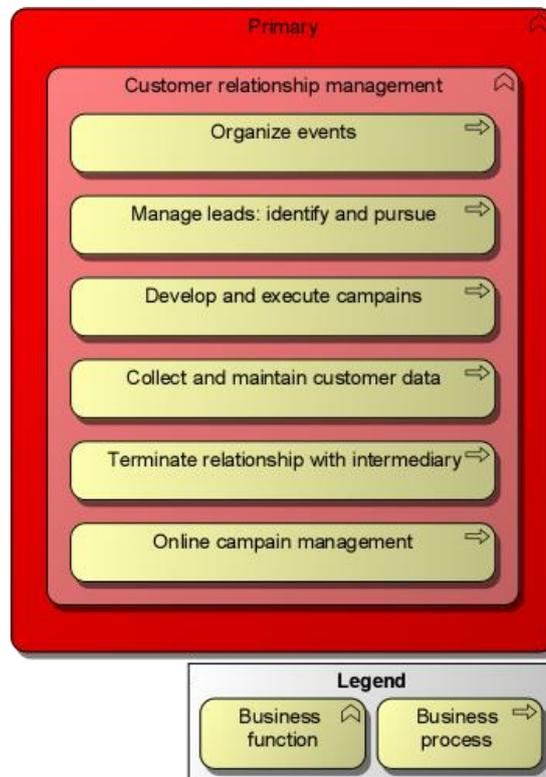 Primary
Customer relationship management
Organize events
Manage leads: identify and pursue
Develop and execute campains
Collect and maintain customer data
Terminate relationship with intermediary
Online campain management
Legend
Business
function
Business
process